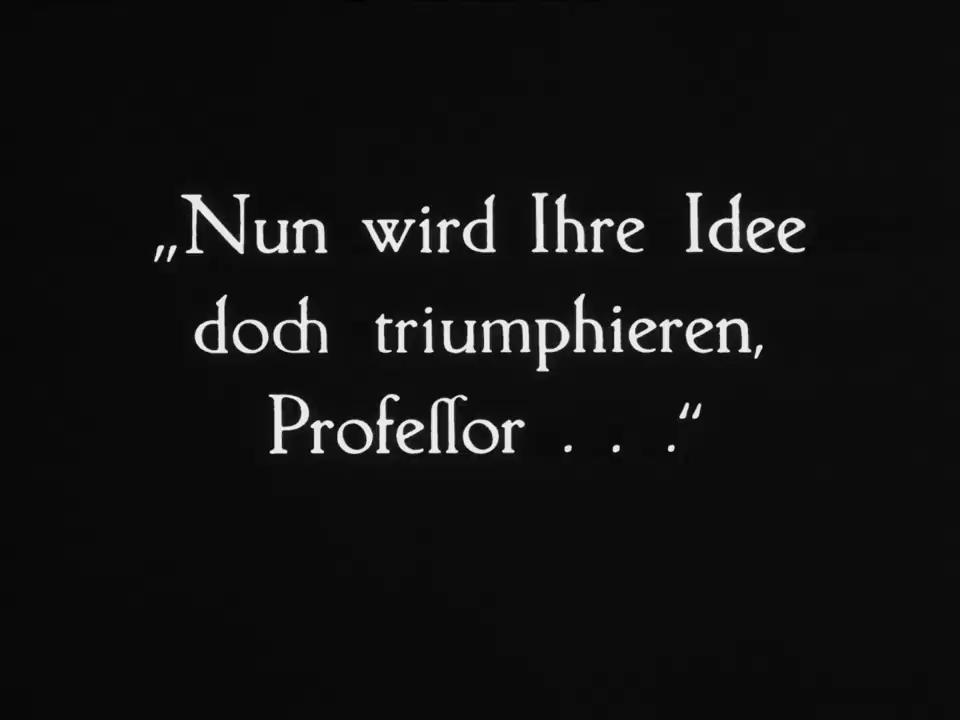 „Nun wird Ihre Idee
doch triumphieren,
Profeſſor . . .“